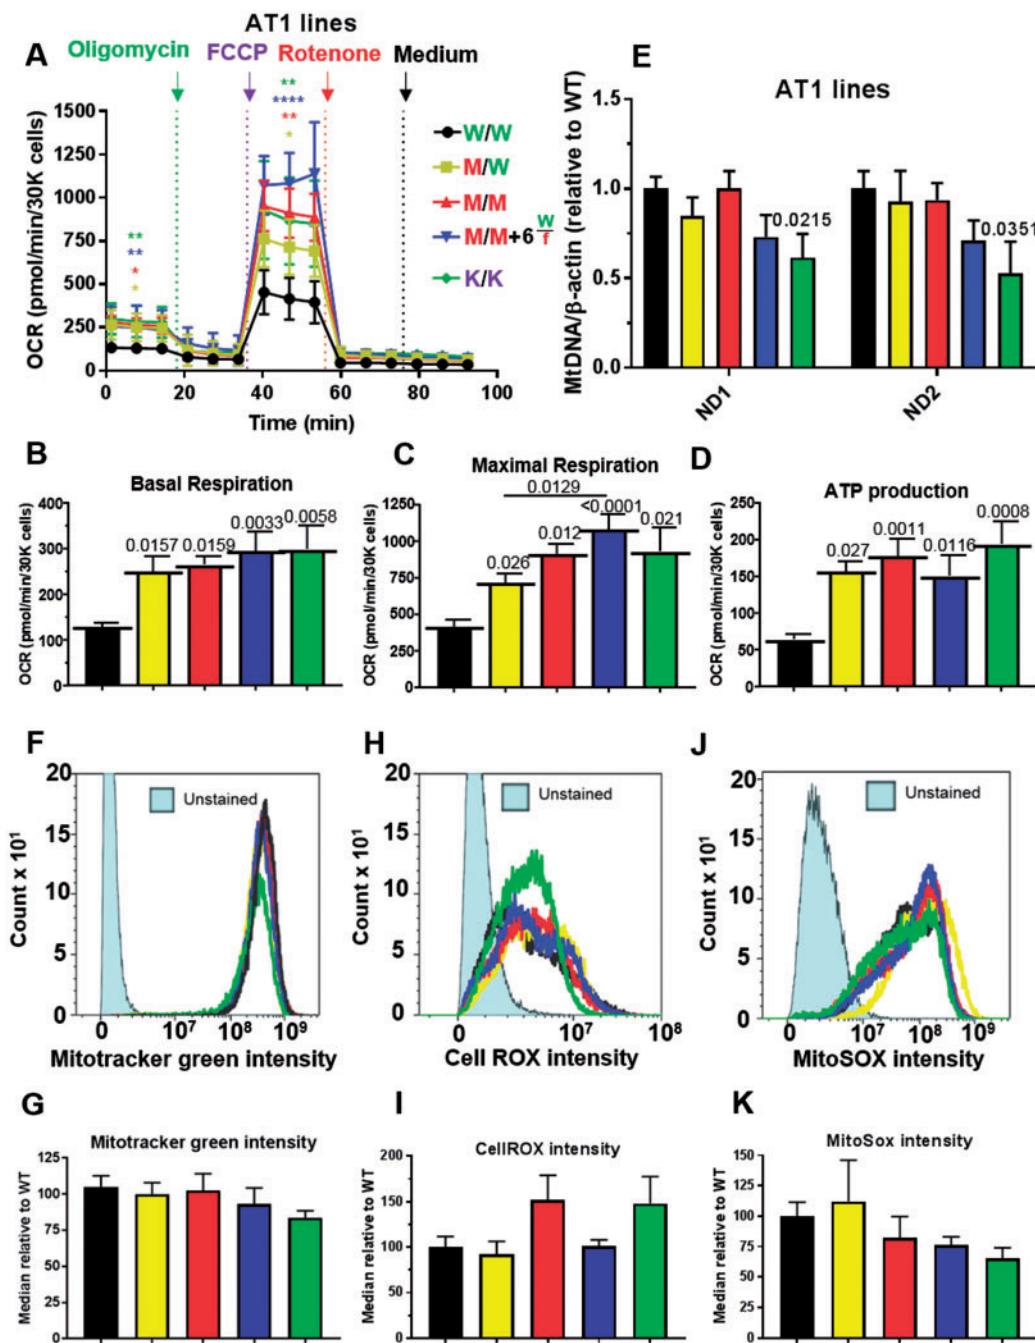 AT1 lines
A
Oligomycin FCCP Rotenone Medium
OCR (pmol/min/30K cells)
1500
1250
1000
750
500
250
0
** 
** 
* 
*
**
****
**
*
W/W
M/W
M/M
M/M+6 W/f
K/K
0 20 40 60 80 100
Time (min)
E
AT1 lines
MtDNA/β-actin (relative to WT)
1.5
1.0
0.5
0.0
0.0215
0.0351
ND1
ND2
B
Basal Respiration
OCR (pmol/min/30K cells)
400
300
200
100
0
0.0157 0.0159 0.0033 0.0058
C
Maximal Respiration
OCR (pmol/min/30K cells)
1250
1000
750
500
250
0
0.0129
0.026 0.012 <0.0001 0.021
D
ATP production
OCR (pmol/min/30K cells)
250
200
150
100
50
0
0.027 0.0011 0.0116 0.0008
F
Count x 10¹
20
15
10
5
0
Unstained
0 10⁷ 10⁸ 10⁹
Mitotracker green intensity
H
Count x 10¹
20
15
10
5
0
Unstained
0 10⁷ 10⁸
Cell ROX intensity
J
Count x 10¹
20
15
10
5
0
Unstained
0 10⁷ 10⁸ 10⁹
MitoSOX intensity
G
Mitotracker green intensity
Median relative to WT
125
100
75
50
25
0
I
CellROX intensity
Median relative to WT
200
150
100
50
0
K
MitoSox intensity
Median relative to WT
150
125
100
75
50
25
0